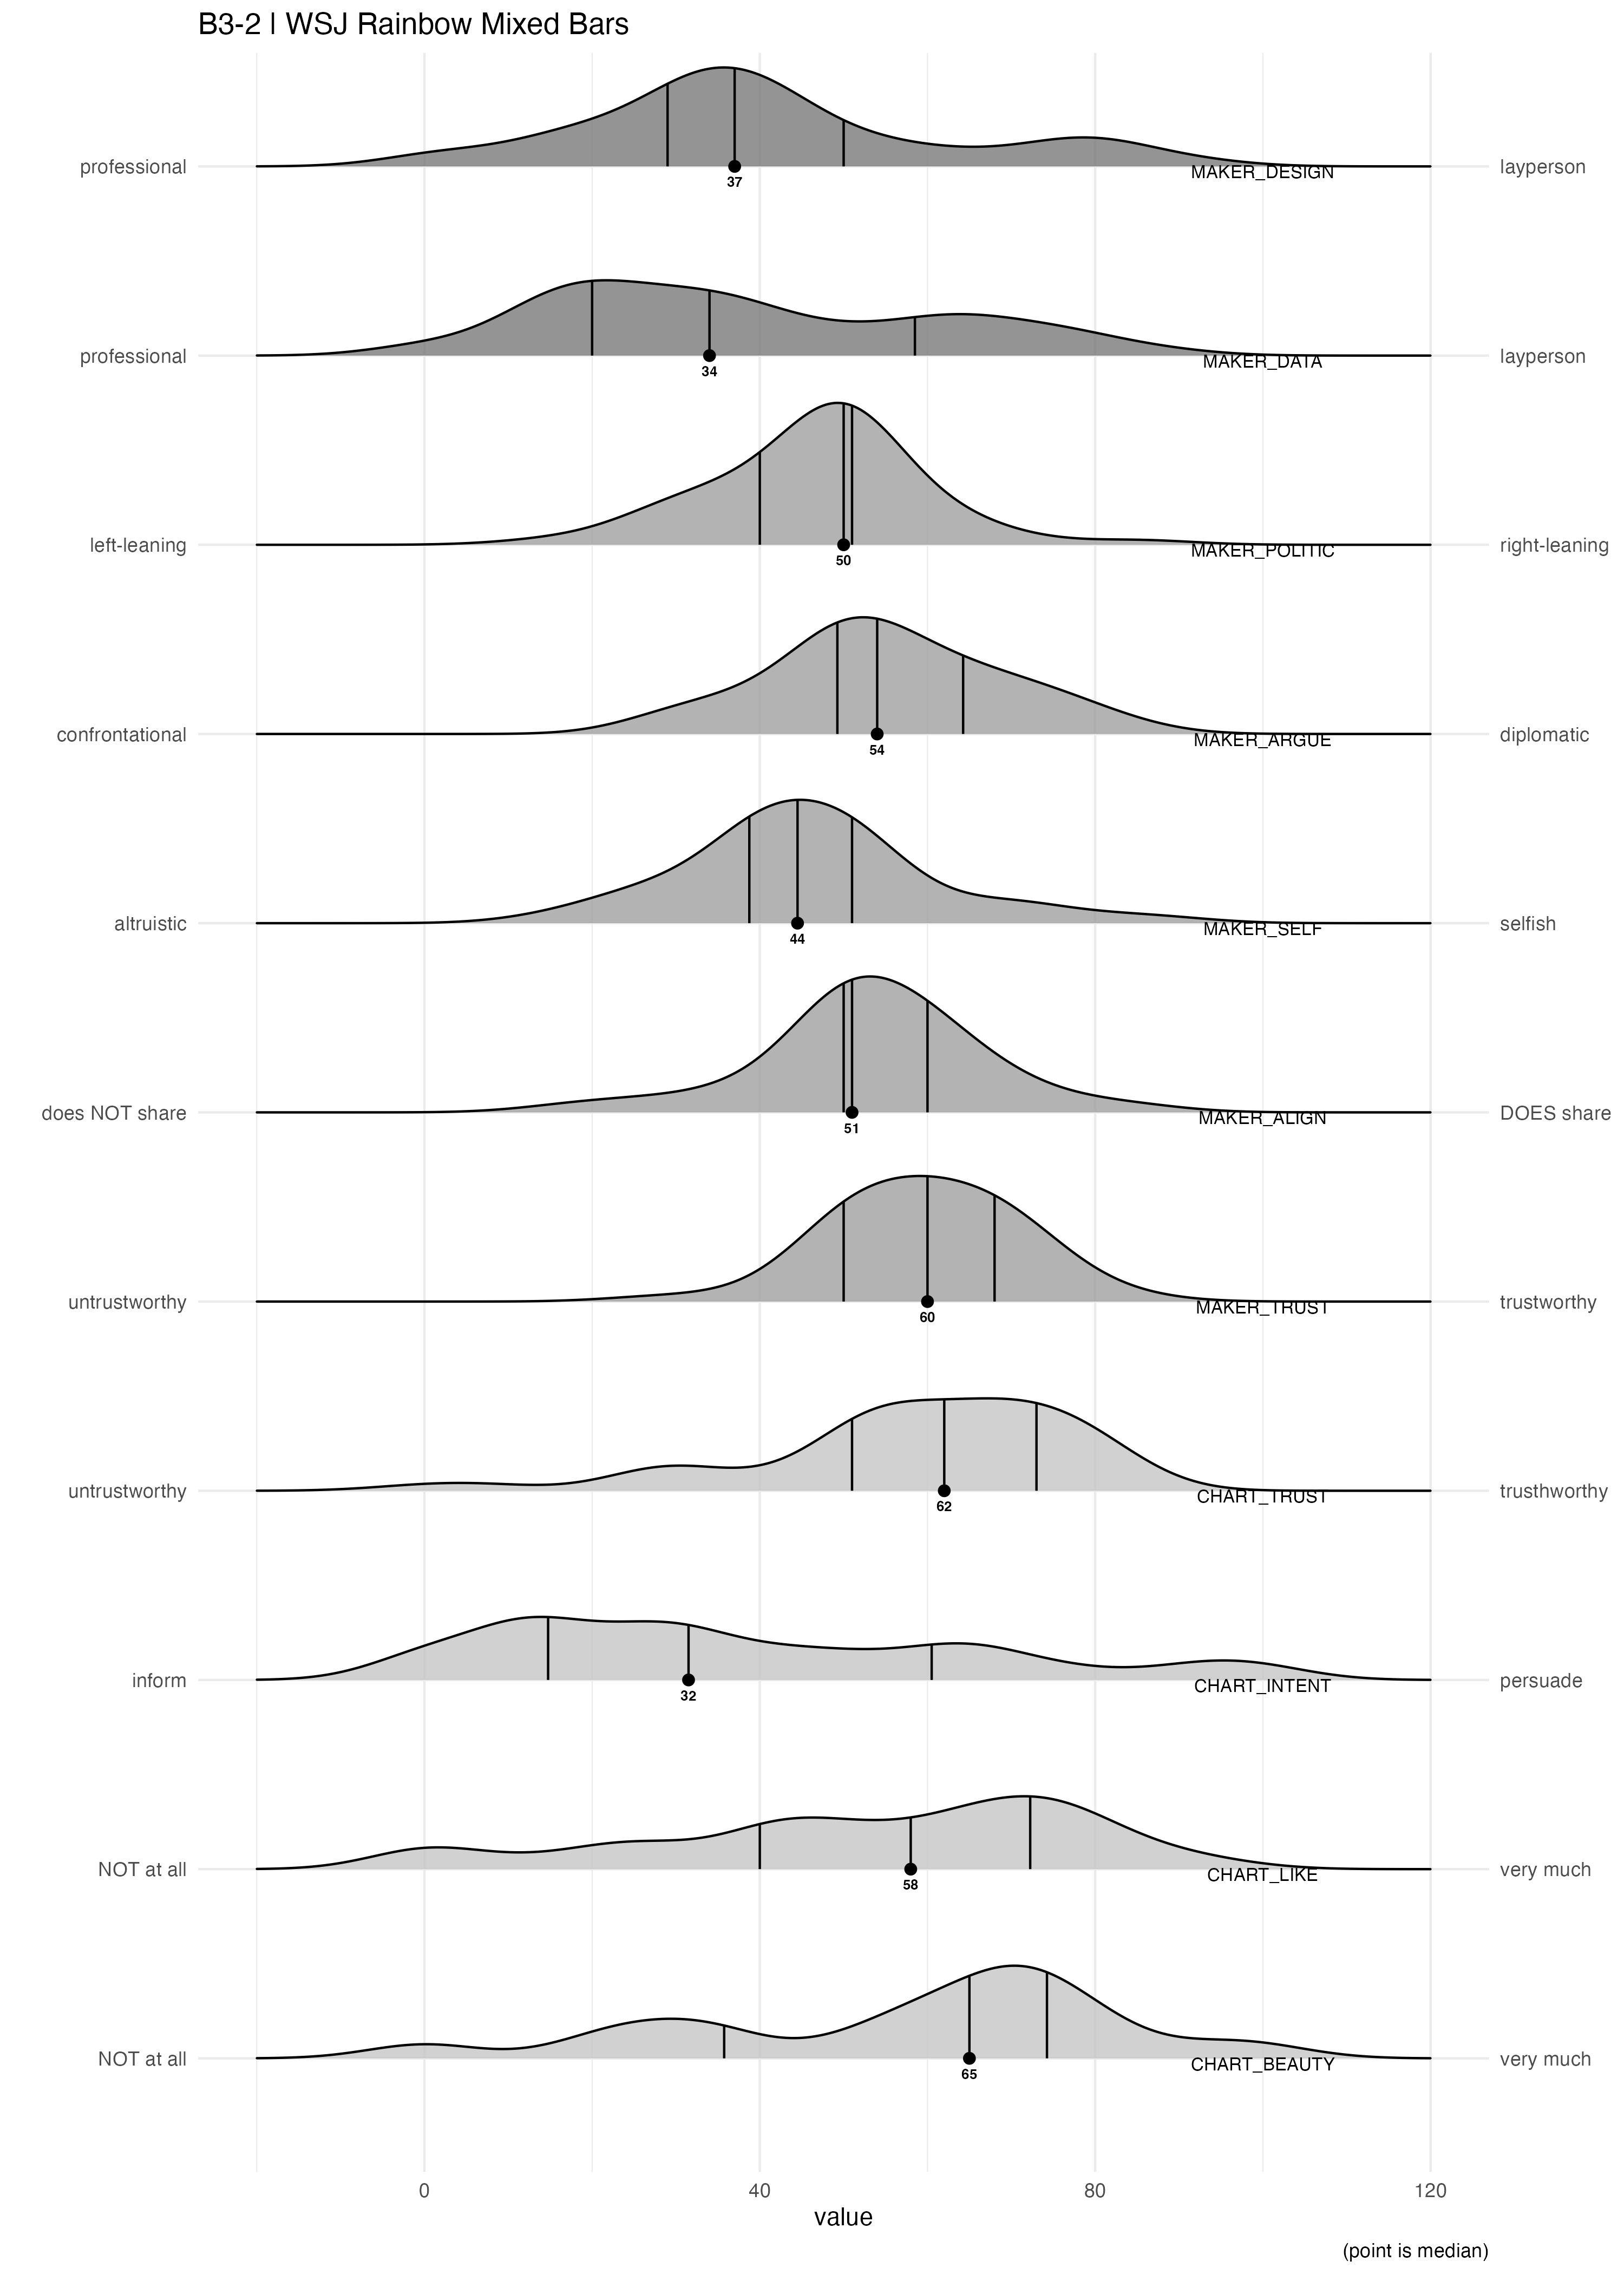 B3-2 | WSJ Rainbow Mixed Bars
professional
MAKER_DESIGN
layperson
37
professional
MAKER_DATA
layperson
34
left-leaning
MAKER_POLITIC
right-leaning
50
confrontational
MAKER_ARGUE
diplomatic
54
altruistic
MAKER_SELF
selfish
44
does NOT share
MAKER_ALIGN
DOES share
51
untrustworthy
MAKER_TRUST
trustworthy
60
untrustworthy
CHART_TRUST
trusthworthy
62
inform
CHART_INTENT
persuade
32
NOT at all
CHART_LIKE
very much
58
NOT at all
CHART_BEAUTY
very much
65
0 40 80 120
value
(point is median)